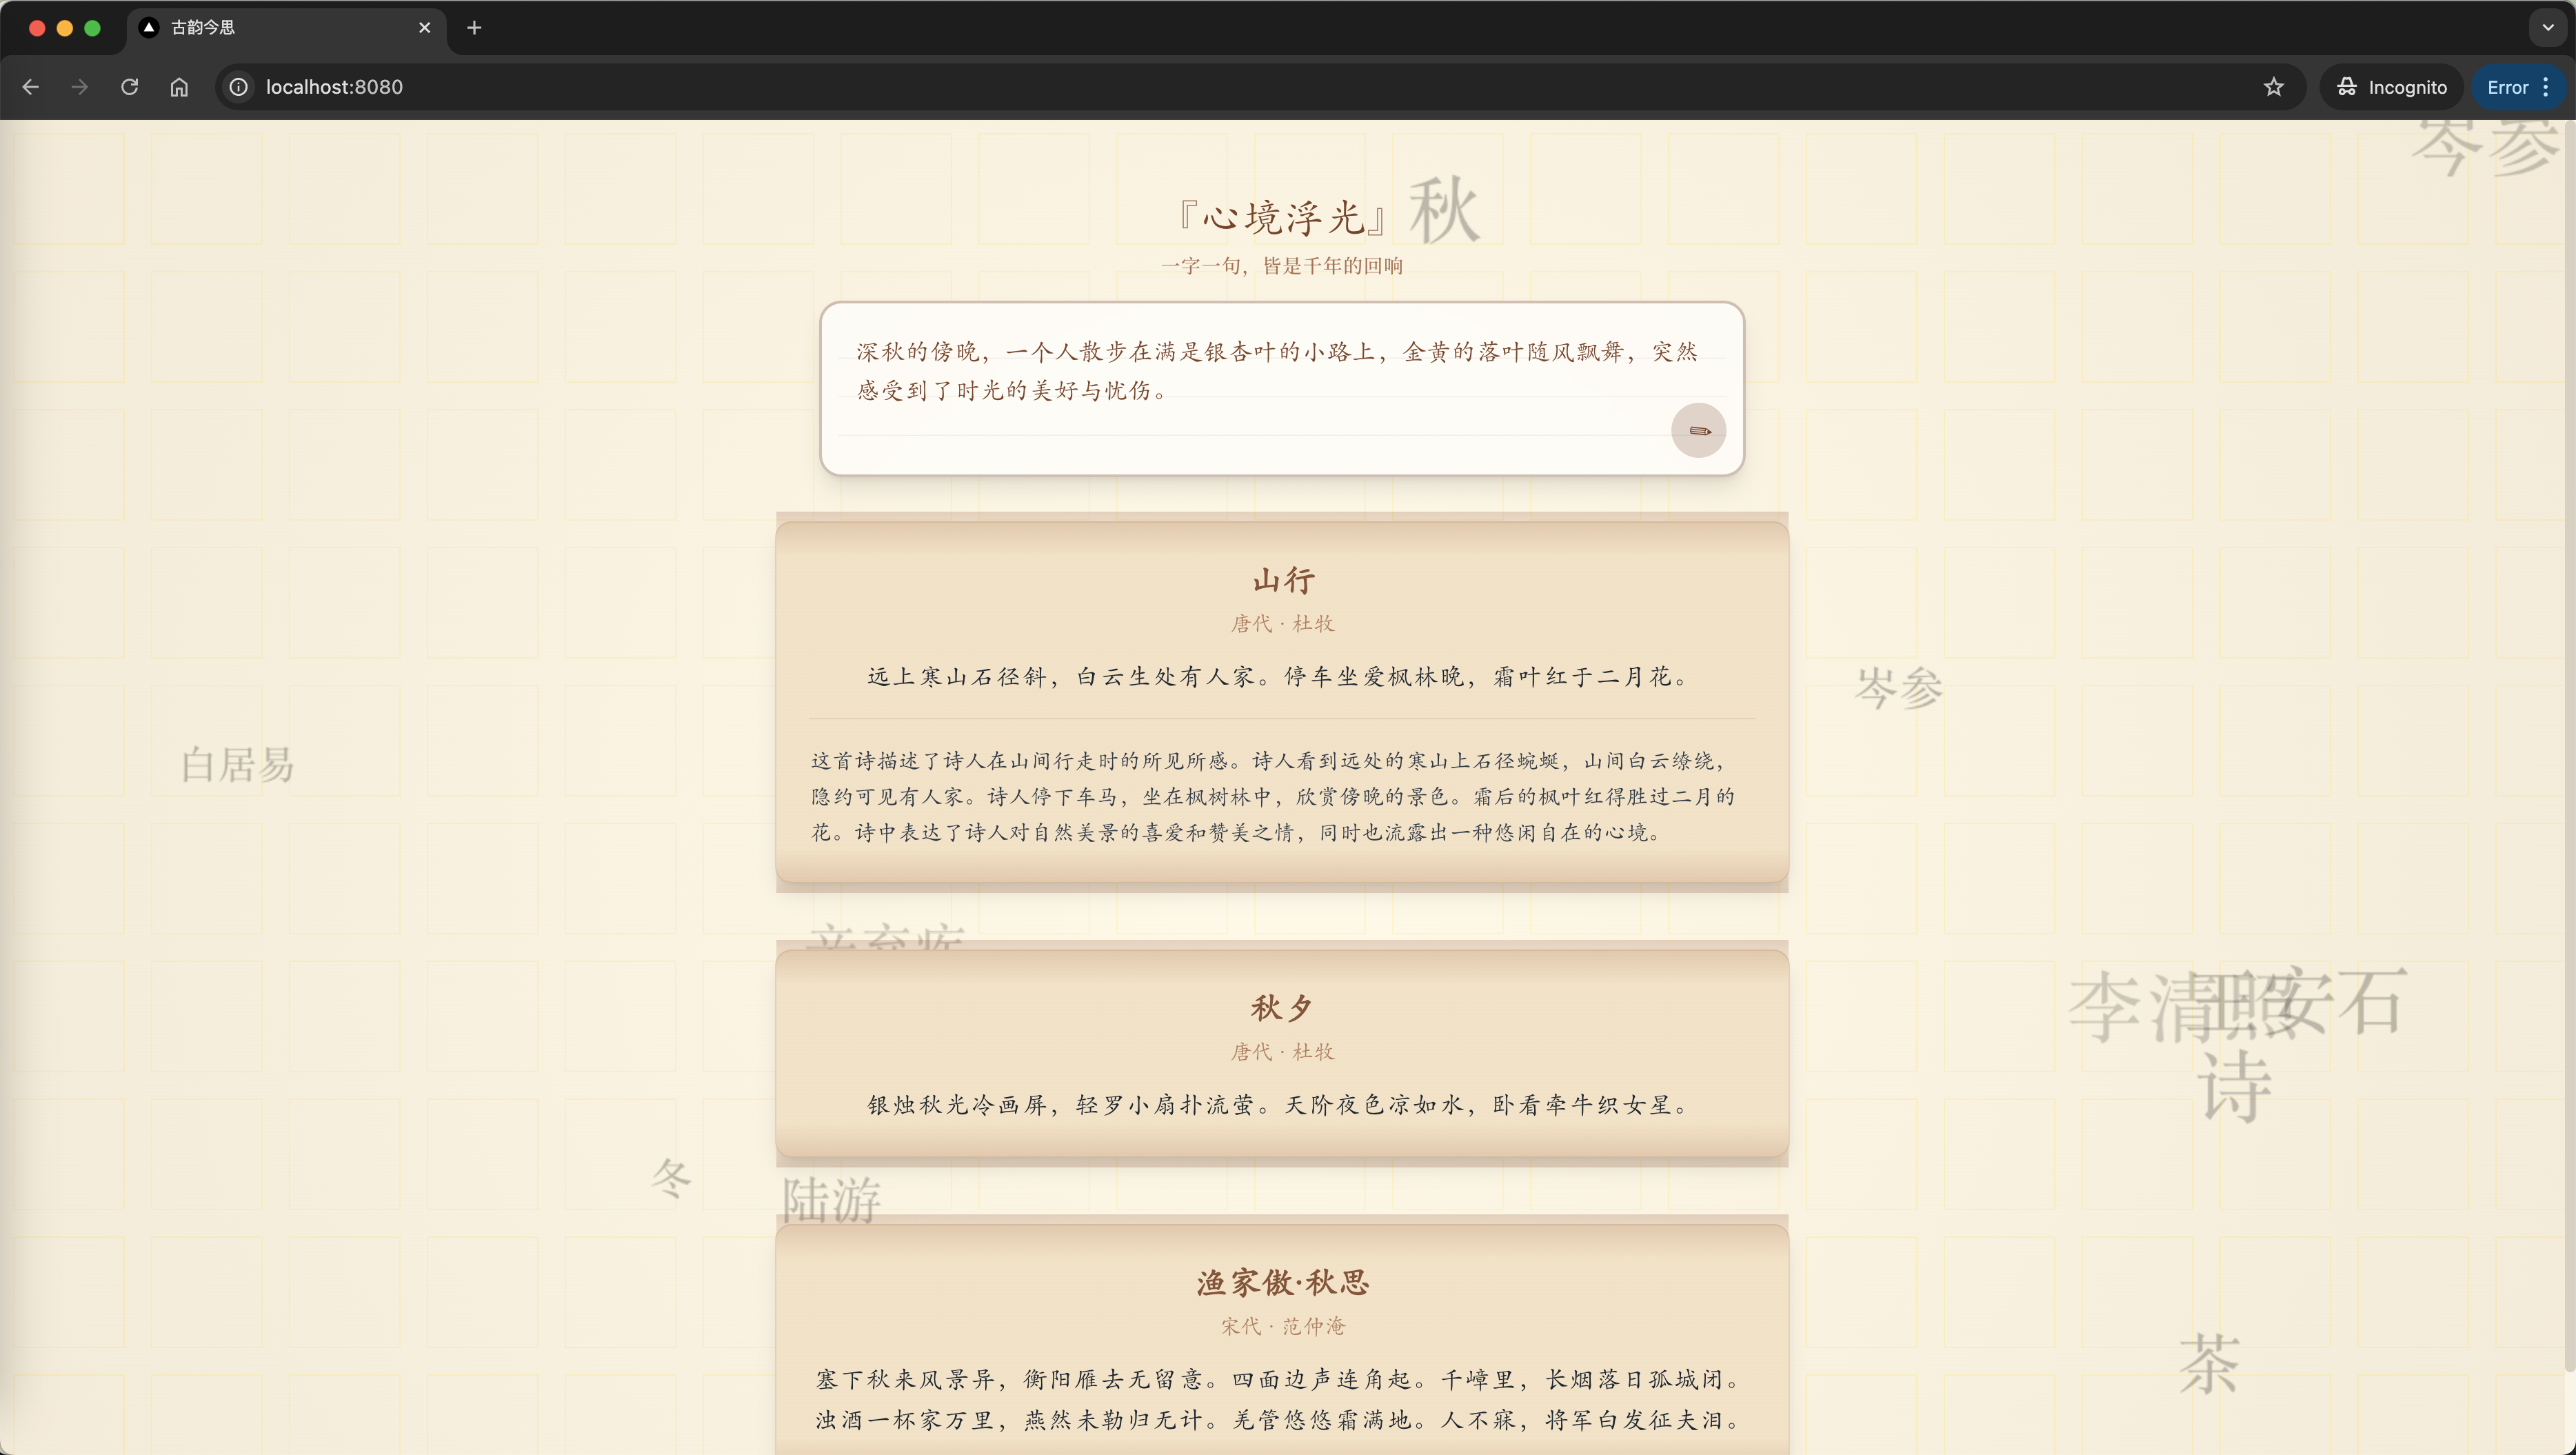 古韵今思
localhost:8080
Incognito
Error
岑参
『心境浮光』
秋
一字一句，皆是千年的回响
深秋的傍晚，一个人散步在满是银杏叶的小路上，金黄的落叶随风飘舞，突然
感受到了时光的美好与忧伤。
山行
唐代 · 杜牧
远上寒山石径斜，白云生处有人家。停车坐爱枫林晚，霜叶红于二月花。
岑参
白居易
这首诗描述了诗人在山间行走时的所见所感。诗人看到远处的寒山上石径蜿蜒，山间白云缭绕，
隐约可见有人家。诗人停下车马，坐在枫树林中，欣赏傍晚的景色。霜后的枫叶红得胜过二月的
花。诗中表达了诗人对自然美景的喜爱和赞美之情，同时也流露出一种悠闲自在的心境。
辛弃疾
秋夕
唐代 · 杜牧
李清照
王安石
诗
银烛秋光冷画屏，轻罗小扇扑流萤。天阶夜色凉如水，卧看牵牛织女星。
冬
陆游
渔家傲·秋思
宋代 · 范仲淹
茶
塞下秋来风景异，衡阳雁去无留意。四面边声连角起。千嶂里，长烟落日孤城闭。
浊酒一杯家万里，燕然未勒归无计。羌管悠悠霜满地。人不寐，将军白发征夫泪。